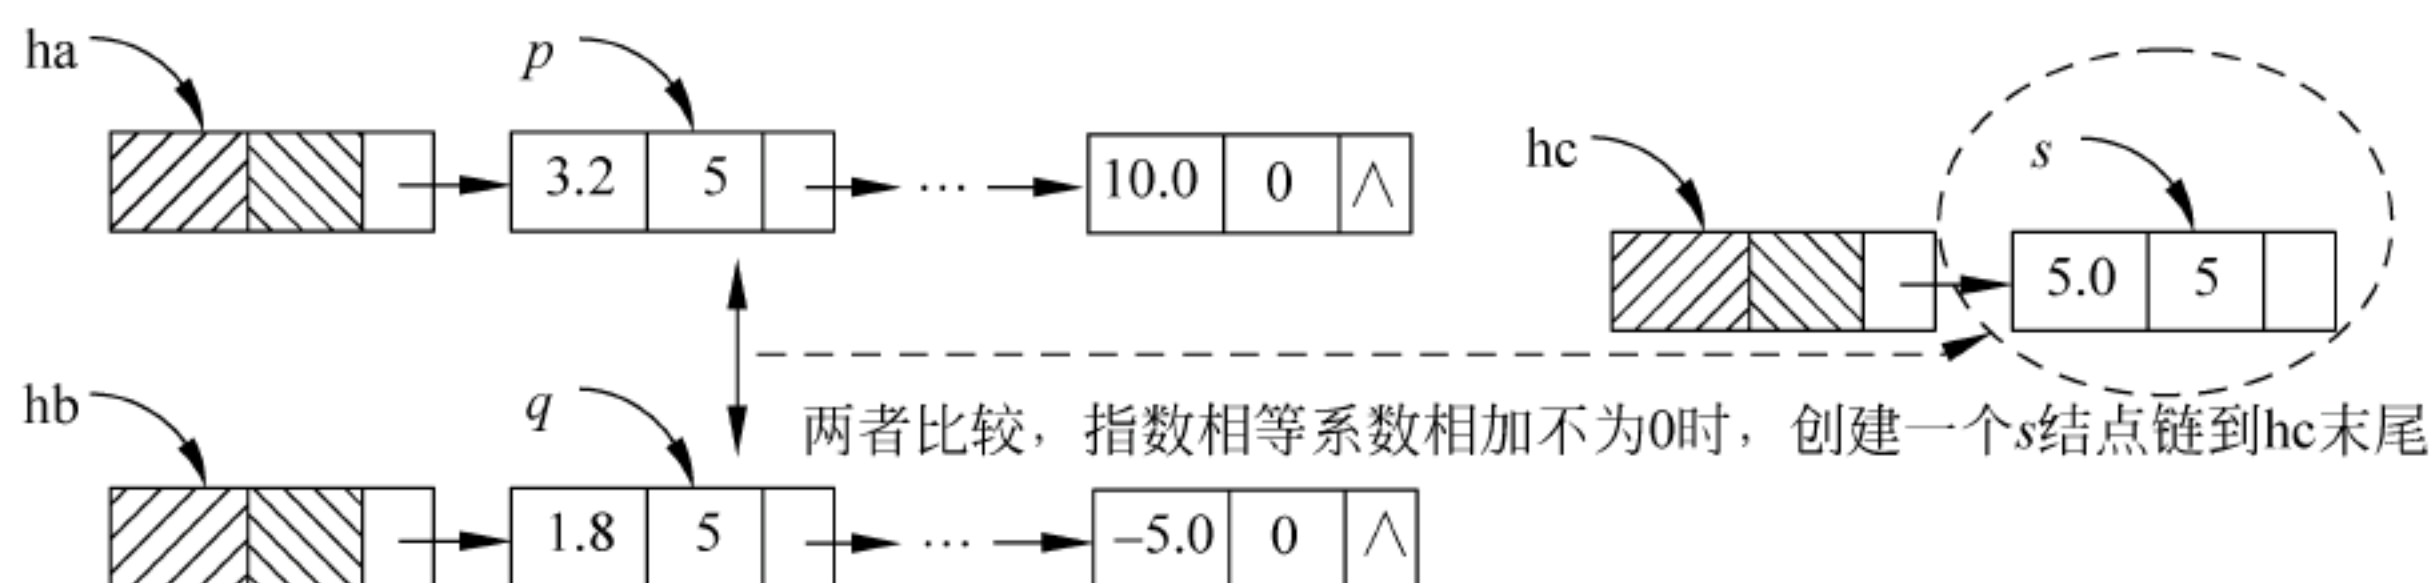 ha
p
3.2 5 ··· 10.0 0 ∧
hc
s
5.0 5
hb
q
两者比较，指数相等系数相加不为0时，创建一个s结点链到hc末尾
1.8 5 ··· −5.0 0 ∧